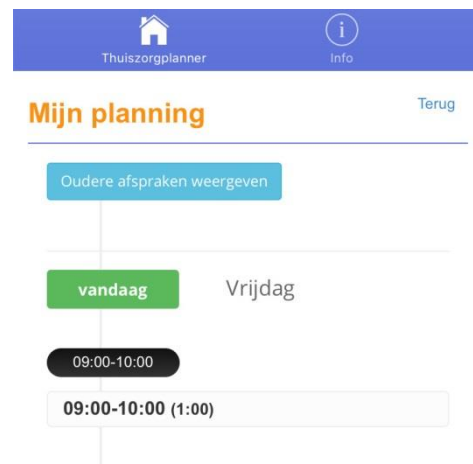 Thuiszorgplanner
i
Info
Mijn planning
Terug
Oudere afspraken weergeven
vandaag
Vrijdag
09:00-10:00
09:00-10:00 (1:00)